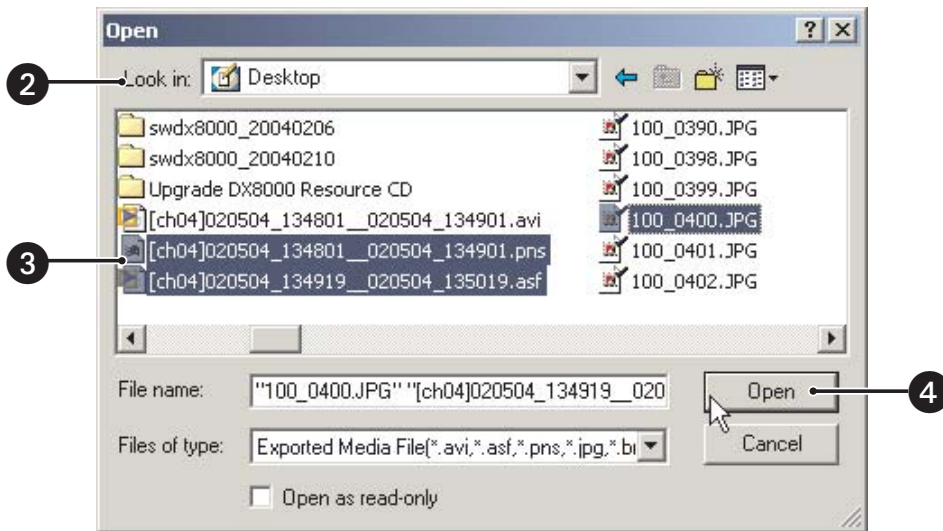 Open
2
Look in: Desktop
swdx8000_20040206
swdx8000_20040210
Upgrade DX8000 Resource CD
[ch04]020504_134801__020504_134901.avi
[ch04]020504_134801__020504_134901.pns
[ch04]020504_134919__020504_135019.asf
3
100_0390.JPG
100_0398.JPG
100_0399.JPG
100_0400.JPG
100_0401.JPG
100_0402.JPG
File name: "100_0400.JPG" "[ch04]020504_134919__020
Open
4
Files of type: Exported Media File(*.avi,*.asf,*.pns,*.jpg,*.b
Cancel
Open as read-only